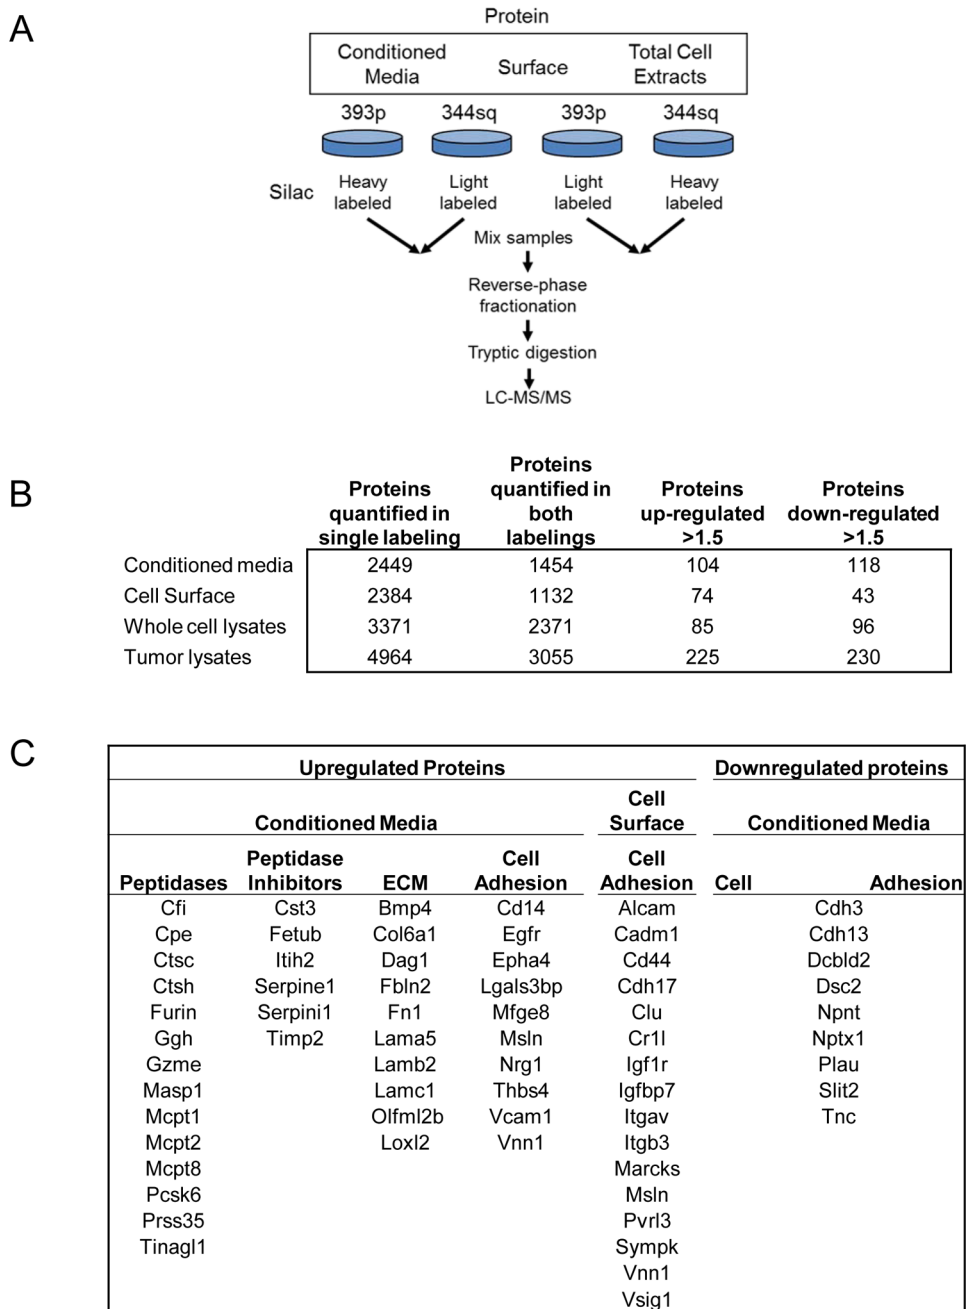 A
Protein
Conditioned Media
Surface
Total Cell Extracts
393p 344sq 393p 344sq
Silac
Heavy labeled
Light labeled
Light labeled
Heavy labeled
Mix samples
Reverse-phase
fractionation
Tryptic digestion
LC-MS/MS
B
Proteins quantified in single labeling
Proteins quantified in both labelings
Proteins up-regulated >1.5
Proteins down-regulated >1.5
Conditioned media 2449 1454 104 118
Cell Surface 2384 1132 74 43
Whole cell lysates 3371 2371 85 96
Tumor lysates 4964 3055 225 230
C
Upregulated Proteins Downregulated proteins
Conditioned Media Cell Surface Conditioned Media
Peptidases Peptidase Inhibitors ECM Cell Adhesion Cell Adhesion Cell Adhesion
Cfi Cst3 Bmp4 Cd14 Alcam Cdh3
Cpe Fetub Col6a1 Egfr Cadm1 Cdh13
Ctsc Itih2 Dag1 Epha4 Cd44 Dcbld2
Ctsh Serpine1 Fbln2 Lgals3bp Cdh17 Dsc2
Furin Serpini1 Fn1 Mfge8 Clu Npnt
Ggh Timp2 Lama5 Msln Cr1l Nptx1
Gzme Lamb2 Nrg1 Igf1r Plau
Masp1 Lamc1 Thbs4 Igfbp7 Slit2
Mcpt1 Olfml2b Vcam1 Itgav Tnc
Mcpt2 Loxl2 Vnn1 Itgb3
Mcpt8 Marcks
Pcsk6 Msln
Prss35 Pvrl3
Tinagl1 Sympk
Vnn1
Vsig1